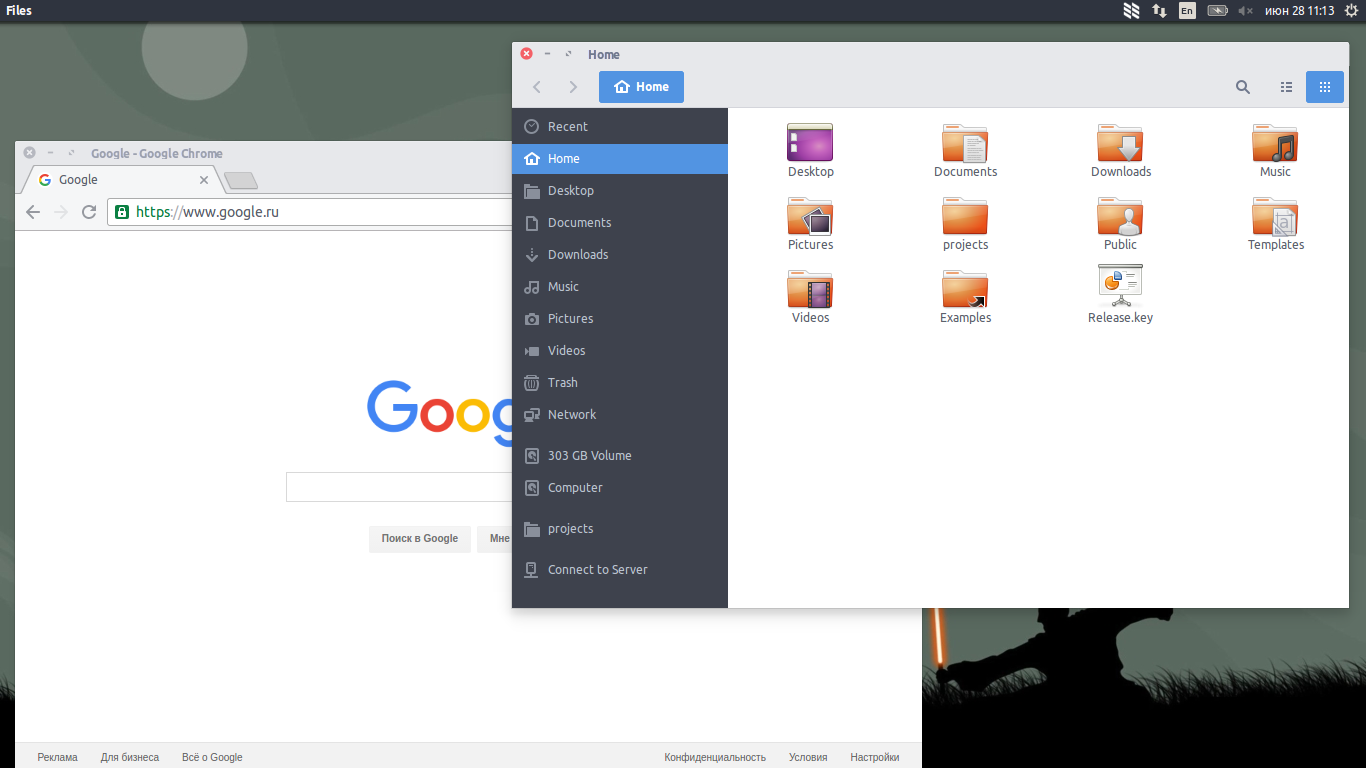 Files
En
июн 28 11:13
Home
Home
Recent
Home
Desktop
Documents
Downloads
Music
Pictures
Videos
Trash
Network
303 GB Volume
Computer
projects
Connect to Server
Desktop
Documents
Downloads
Music
Pictures
projects
Public
Templates
Videos
Examples
Release.key
Google - Google Chrome
Google
https://www.google.ru
Goog
Поиск в Google
Мне
Реклама
Для бизнеса
Всё о Google
Конфиденциальность
Условия
Настройки